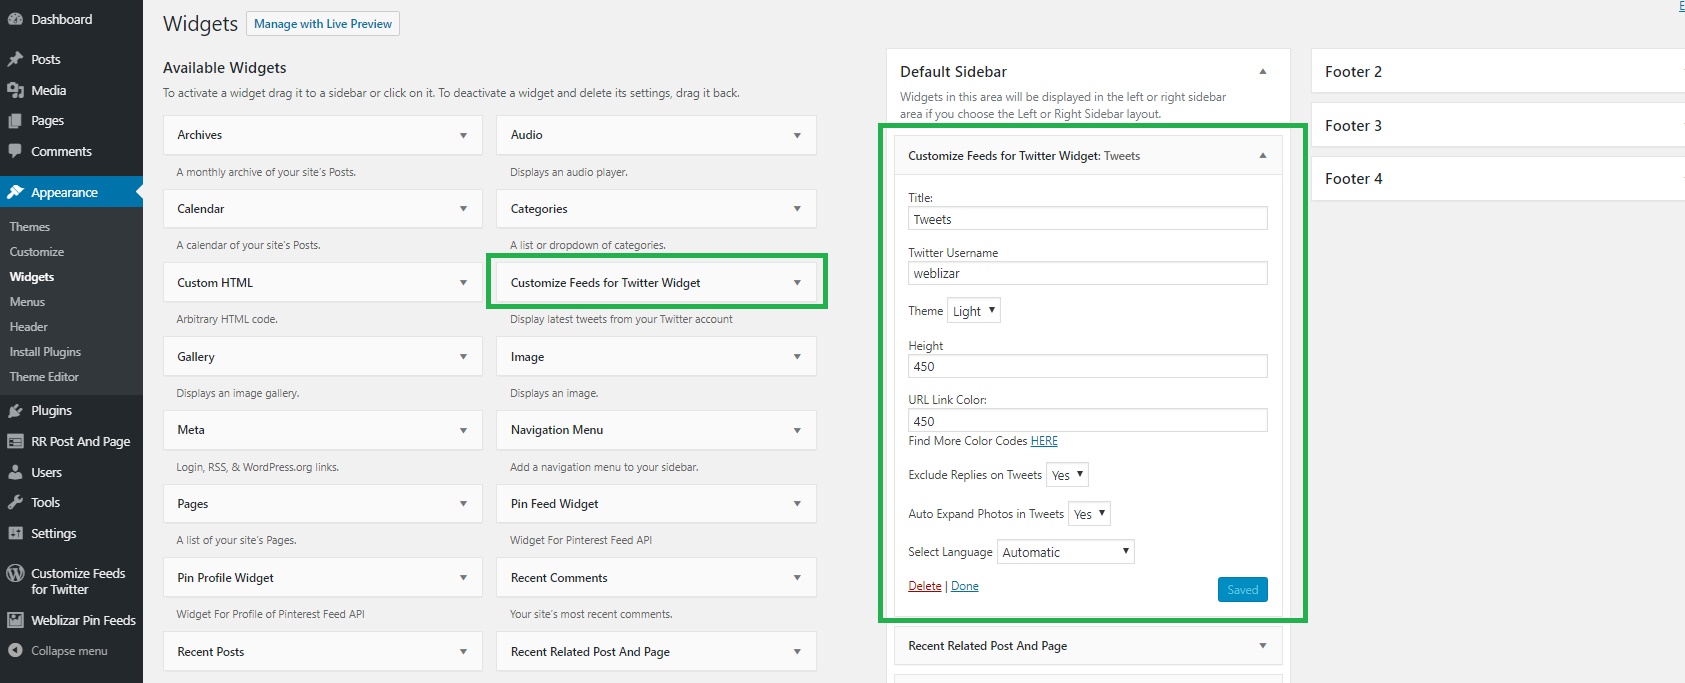 Dashboard
Posts
Media
Pages
Comments
Appearance
Themes
Customize
Widgets
Menus
Header
Install Plugins
Theme Editor
Plugins
RR Post And Page
Users
Tools
Settings
Customize Feeds
for Twitter
Weblizar Pin Feeds
Collapse menu
Widgets
Manage with Live Preview
Available Widgets
To activate a widget drag it to a sidebar or click on it. To deactivate a widget and delete its settings, drag it back.
Archives
A monthly archive of your site's Posts.
Audio
Displays an audio player.
Calendar
A calendar of your site's Posts.
Categories
A list or dropdown of categories.
Custom HTML
Arbitrary HTML code.
Customize Feeds for Twitter Widget
Display latest tweets from your Twitter account
Gallery
Displays an image gallery.
Image
Displays an image.
Meta
Login, RSS, & WordPress.org links.
Navigation Menu
Add a navigation menu to your sidebar.
Pages
A list of your site's Pages.
Pin Feed Widget
Widget For Pinterest Feed API
Pin Profile Widget
Widget For Profile of Pinterest Feed API
Recent Comments
Your site's most recent comments.
Recent Posts
Recent Related Post And Page
Default Sidebar
Widgets in this area will be displayed in the left or right sidebar
area if you choose the Left or Right Sidebar layout.
Customize Feeds for Twitter Widget: Tweets
Title:
Tweets
Twitter Username
weblizar
Theme Light
Height
450
URL Link Color:
450
Find More Color Codes HERE
Exclude Replies on Tweets Yes
Auto Expand Photos in Tweets Yes
Select Language Automatic
Delete | Done
Saved
Recent Related Post And Page
Footer 2
Footer 3
Footer 4